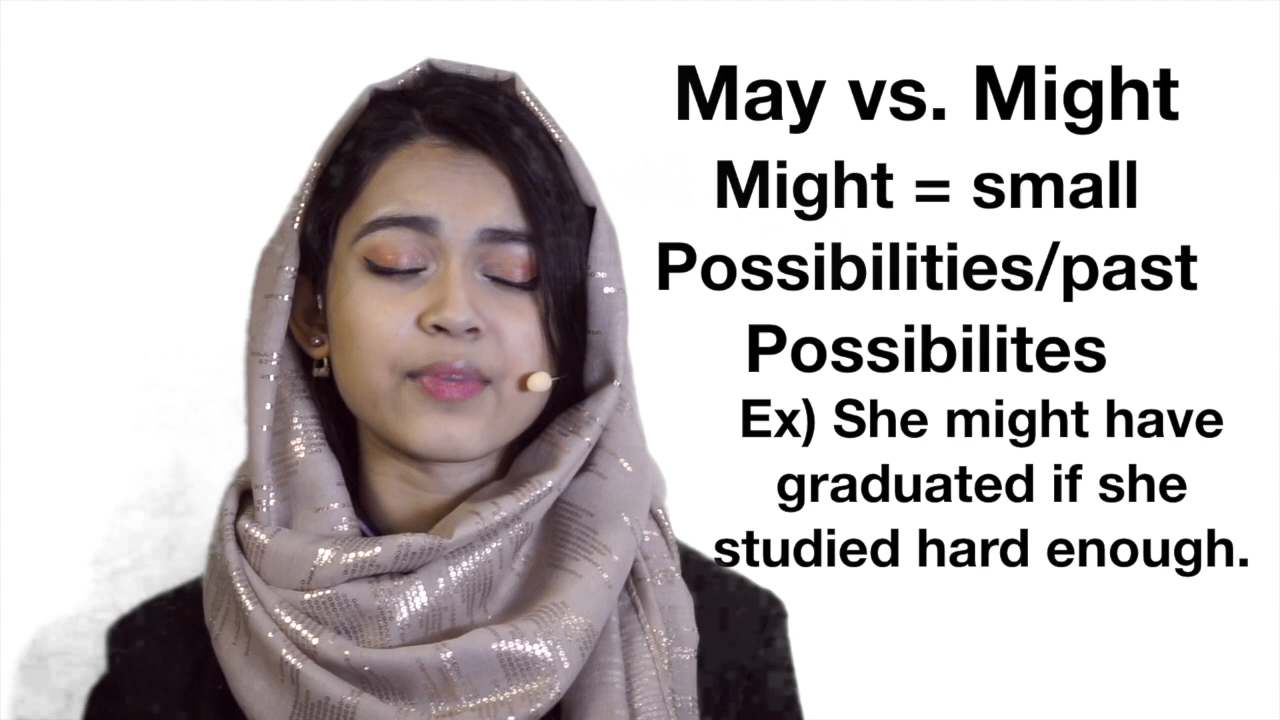 May vs. Might
Might = small
Possibilities/past
Possibilites
Ex) She might have
graduated if she
studied hard enough.